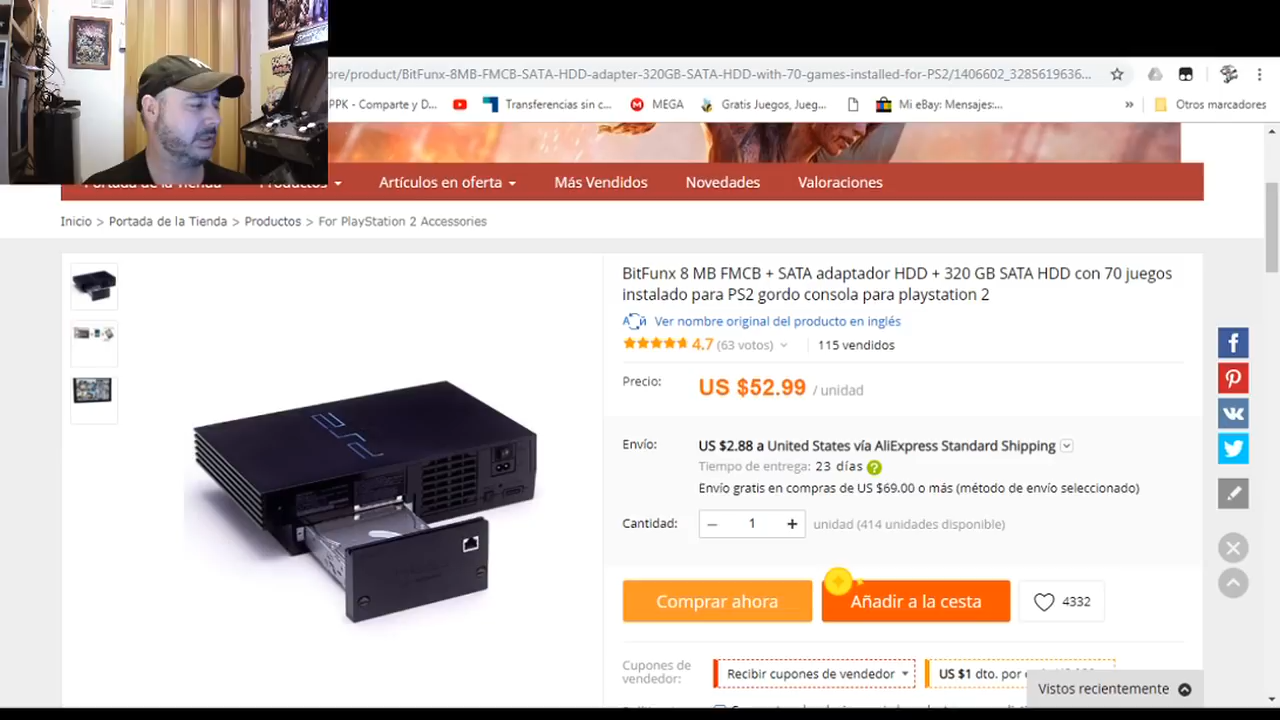 ore/product/BitFunx-8MB-FMCB-SATA-HDD-adapter-320GB-SATA-HDD-with-70-games-installed-for-PS2/1406602_3285619636...
PPK - Comparte y D...
Transferencias sin c...
MEGA
Gratis Juegos, Jueg...
Mi eBay: Mensajes:...
»
Otros marcadores
Portada de la Tienda
Productos
Artículos en oferta
Más Vendidos
Novedades
Valoraciones
Inicio > Portada de la Tienda > Productos > For PlayStation 2 Accessories
BitFunx 8 MB FMCB + SATA adaptador HDD + 320 GB SATA HDD con 70 juegos
instalado para PS2 gordo consola para playstation 2
Ver nombre original del producto en inglés
4.7 (63 votos)
115 vendidos
Precio:
US $52.99 / unidad
Envío:
US $2.88 a United States vía AliExpress Standard Shipping
Tiempo de entrega: 23 días ?
Envío gratis en compras de US $69.00 o más (método de envío seleccionado)
Cantidad:
– 1 +
unidad (414 unidades disponible)
Comprar ahora
Añadir a la cesta
4332
Cupones de
vendedor:
Recibir cupones de vendedor
US $1 dto. por
Vistos recientemente
PS2